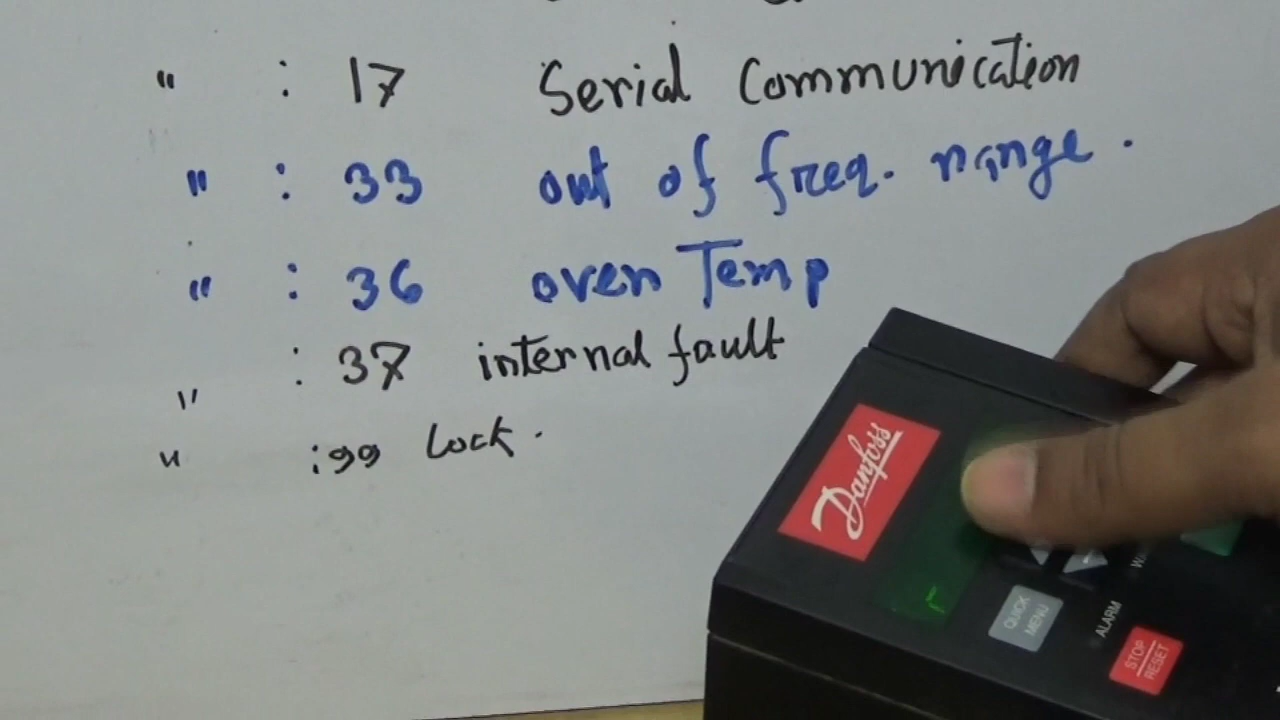 " : 17 Serial Communication
" : 33 out of freq. range.
" : 36 over Temp
" : 37 internal fault
" : 99 Lock.
Danfoss
QUICK
MENU
ALARM
STOP
RESET